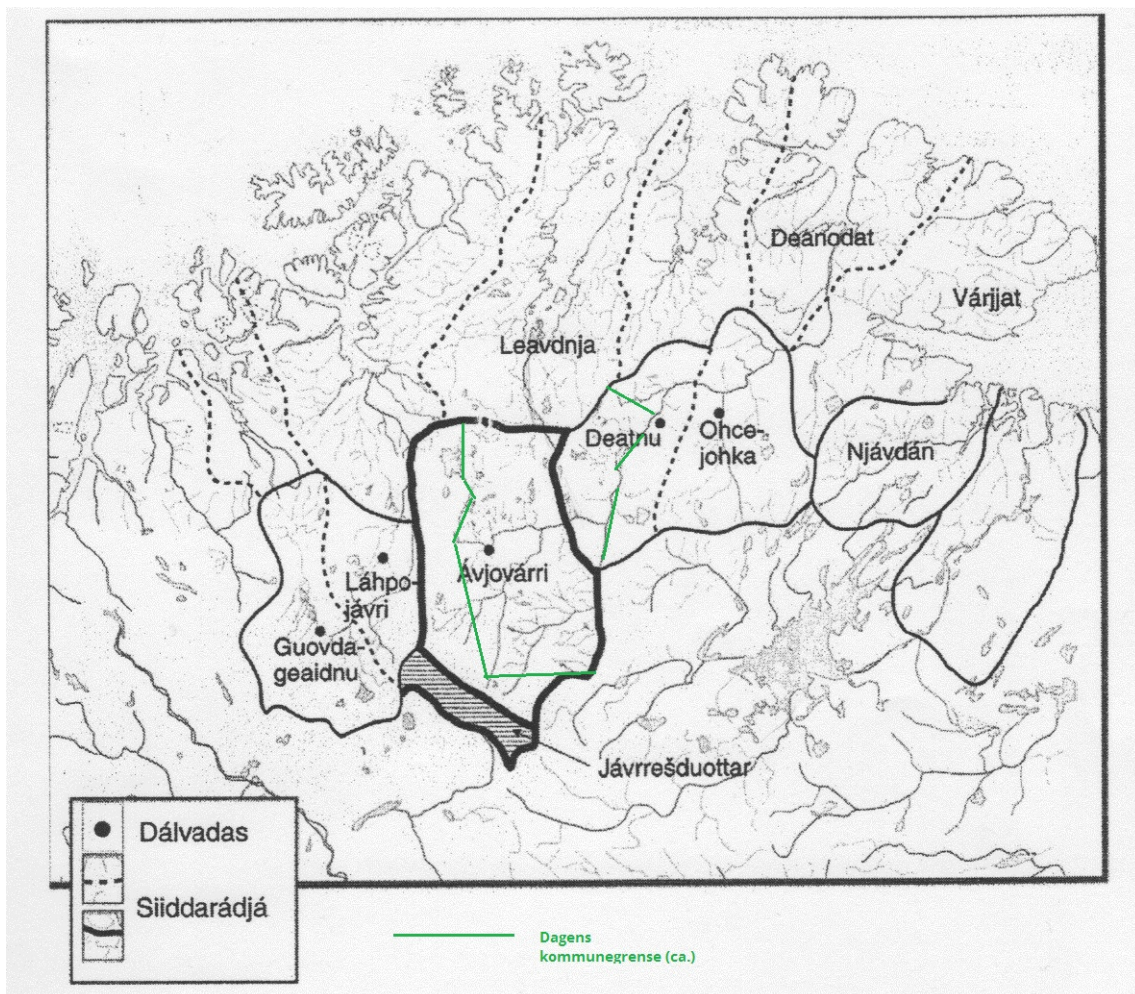 Deanodat
Várjjat
Leavdnja
Deatnu
Ohce-
johka
Njávdán
Ávjovárri
Láhpo-
jávri
Guovda-
geaidnu
Jávrrešduottar
Dálvadas
Siiddarádjá
Dagens
kommunegrense (ca.)